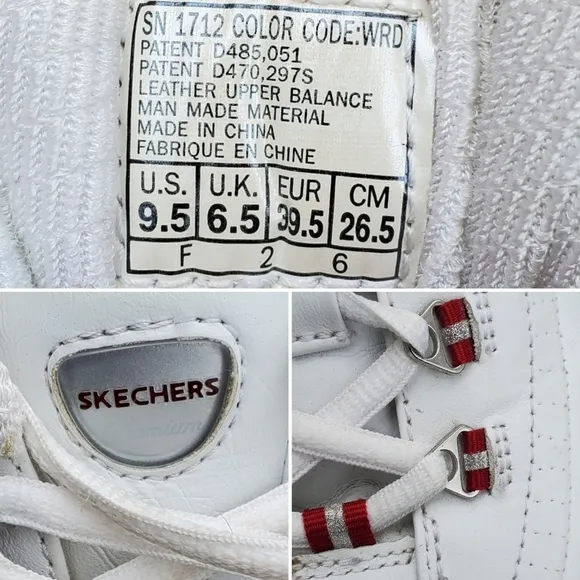 SN 1712 COLOR CODE:WRD
PATENT D485,051
PATENT D470,297S
LEATHER UPPER BALANCE
MAN MADE MATERIAL
MADE IN CHINA
FABRIQUE EN CHINE
U.S. U.K. EUR CM
9.5 6.5 39.5 26.5
F 2 6
SKECHERS